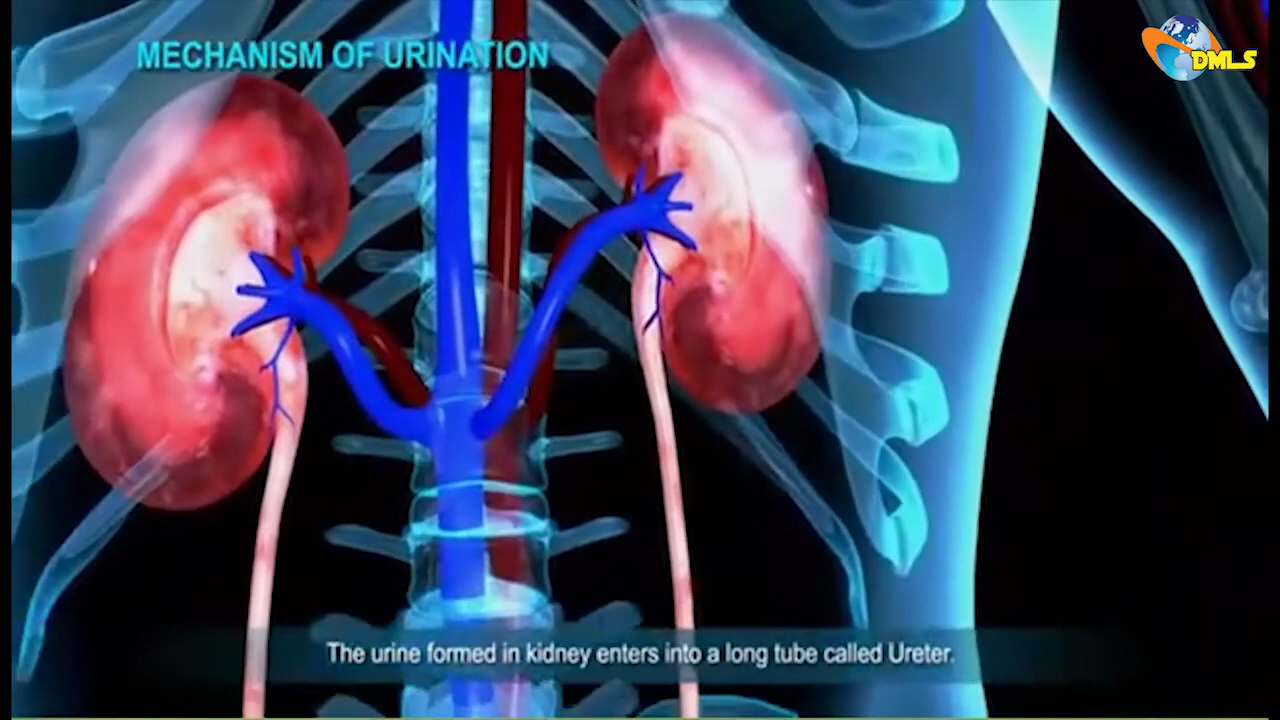 MECHANISM OF URINATION
DMLS
The urine formed in kidney enters into a long tube called Ureter.